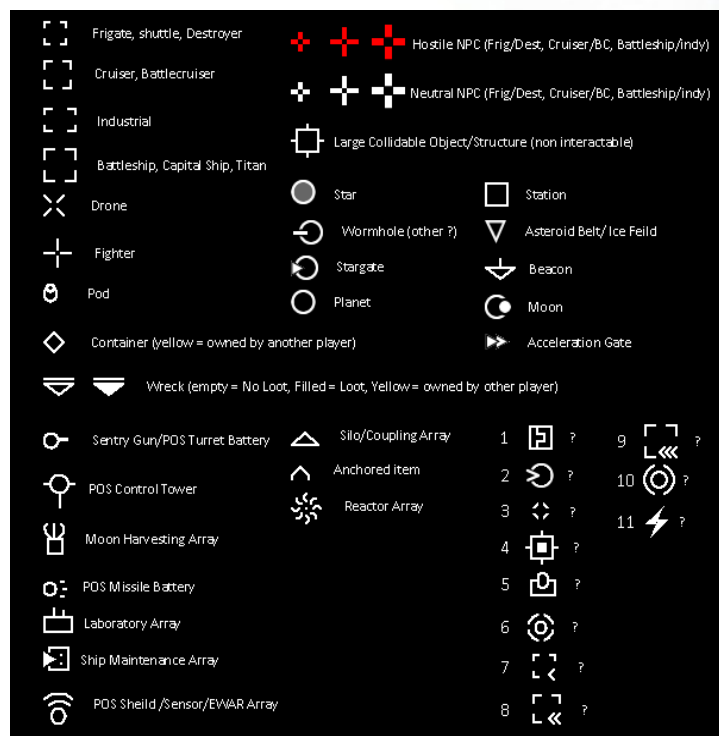 Frigate, shuttle, Destroyer
Hostile NPC (Frig/Dest, Cruiser/BC, Battleship/indy)
Cruiser, Battlecruiser
Neutral NPC (Frig/Dest, Cruiser/BC, Battleship/indy)
Industrial
Large Collidable Object/Structure (non interactable)
Battleship, Capital Ship, Titan
Star
Station
Drone
Wormhole (other ?)
Asteroid Belt/ Ice Feild
Fighter
Stargate
Beacon
Pod
Planet
Moon
Container (yellow = owned by another player)
Acceleration Gate
Wreck (empty = No Loot, Filled = Loot, Yellow = owned by other player)
Sentry Gun/POS Turret Battery
Silo/Coupling Array
1 ?
9 ?
POS Control Tower
Anchored item
2 ?
10 ?
Moon Harvesting Array
Reactor Array
3 ?
11 ?
4 ?
POS Missile Battery
5 ?
Laboratory Array
6 ?
Ship Maintenance Array
7 ?
POS Sheild /Sensor/EWAR Array
8 ?